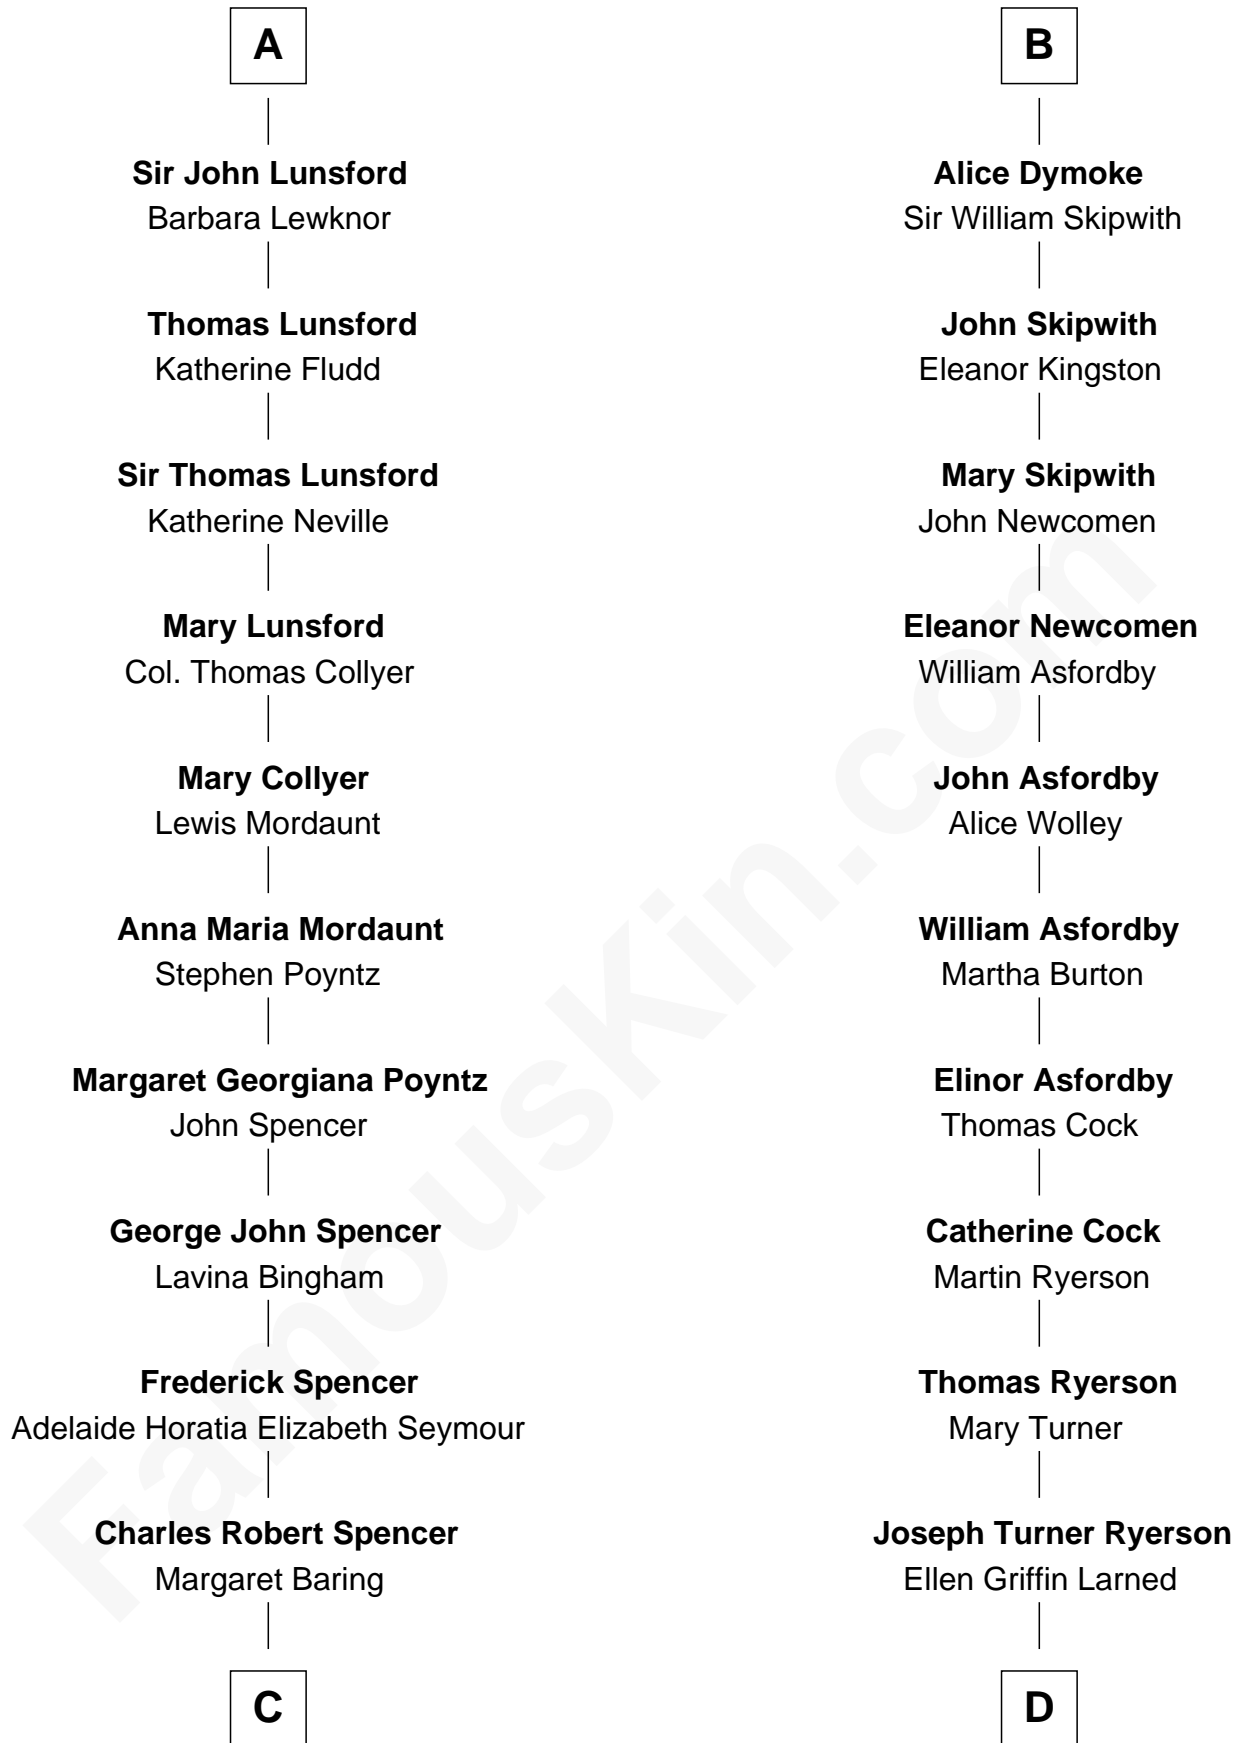 A
Sir John Lunsford
Barbara Lewknor
Thomas Lunsford
Katherine Fludd
Sir Thomas Lunsford
Katherine Neville
Mary Lunsford
Col. Thomas Collyer
Mary Collyer
Lewis Mordaunt
Anna Maria Mordaunt
Stephen Poyntz
Margaret Georgiana Poyntz
John Spencer
George John Spencer
Lavina Bingham
Frederick Spencer
Adelaide Horatia Elizabeth Seymour
Charles Robert Spencer
Margaret Baring
C
B
Alice Dymoke
Sir William Skipwith
John Skipwith
Eleanor Kingston
Mary Skipwith
John Newcomen
Eleanor Newcomen
William Asfordby
John Asfordby
Alice Wolley
William Asfordby
Martha Burton
Elinor Asfordby
Thomas Cock
Catherine Cock
Martin Ryerson
Thomas Ryerson
Mary Turner
Joseph Turner Ryerson
Ellen Griffin Larned
D
FamousKin.com